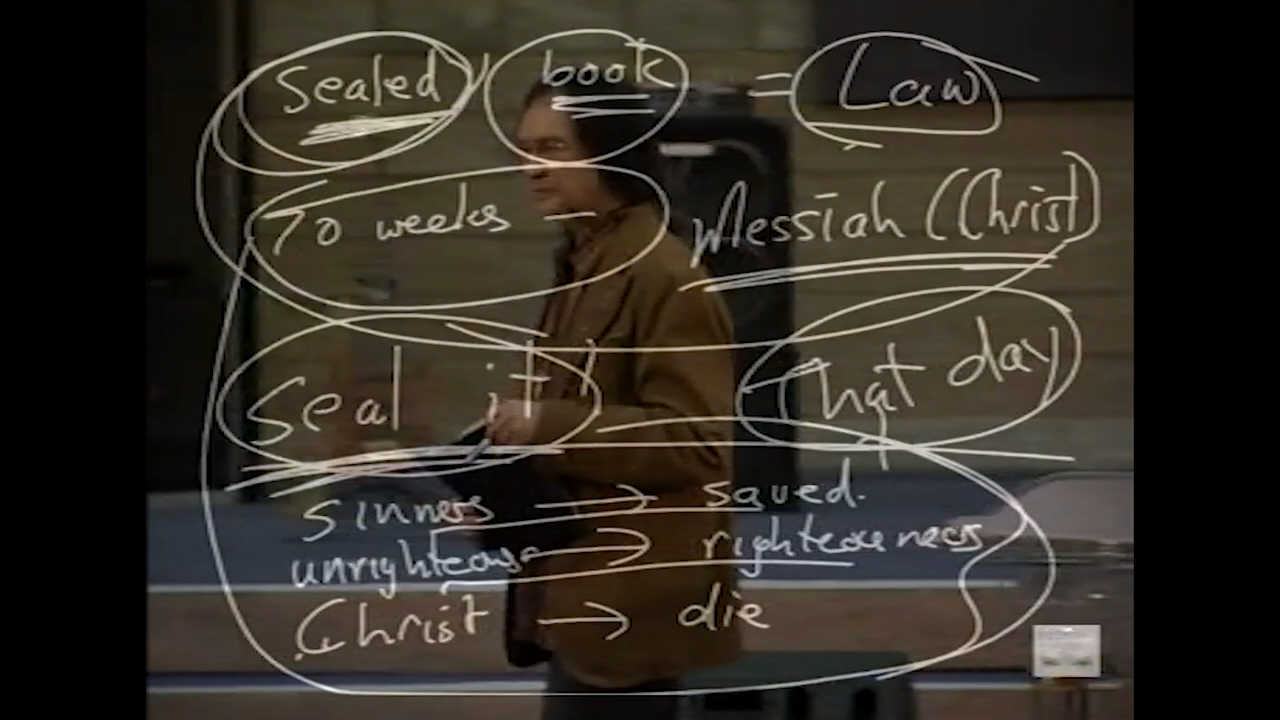 Sealed book = Law
70 weeks - Messiah (Christ)
Seal it! That day
Sinners → saved.
unrighteous → righteousness
Christ → die